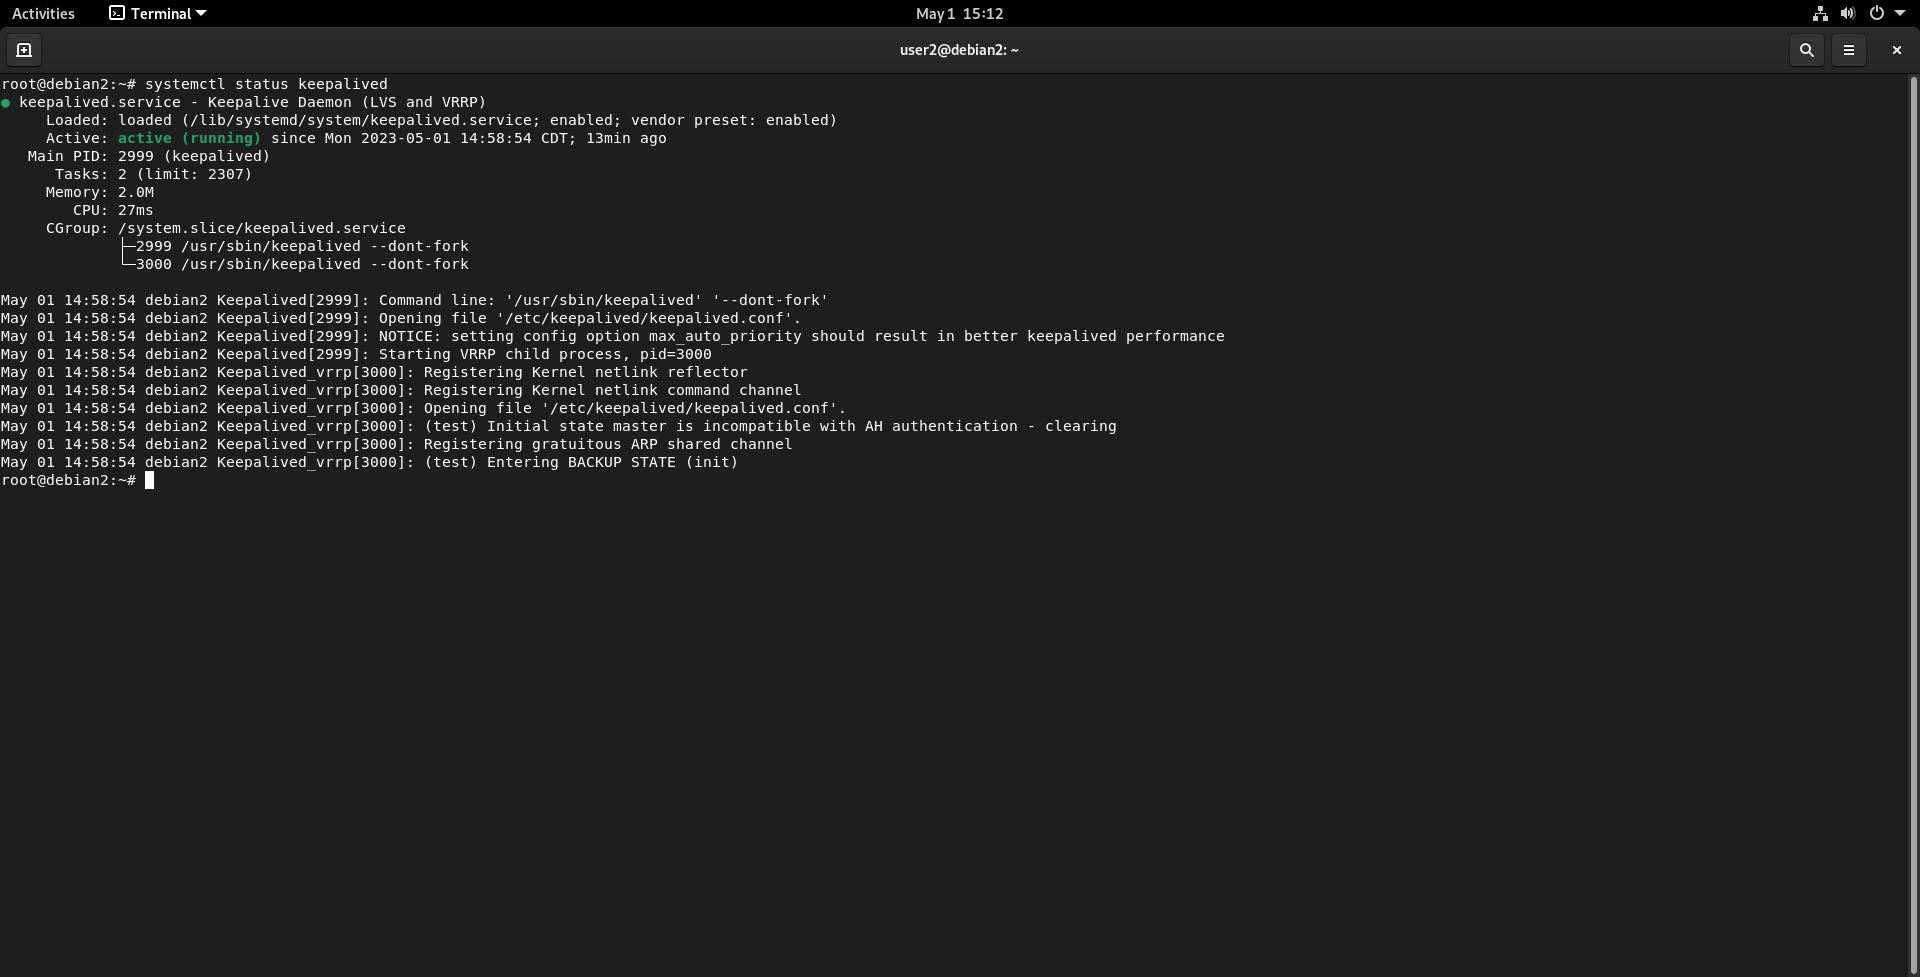 Activities Terminal May 1 15:12
user2@debian2: ~
root@debian2:~# systemctl status keepalived
● keepalived.service - Keepalive Daemon (LVS and VRRP)
     Loaded: loaded (/lib/systemd/system/keepalived.service; enabled; vendor preset: enabled)
     Active: active (running) since Mon 2023-05-01 14:58:54 CDT; 13min ago
   Main PID: 2999 (keepalived)
      Tasks: 2 (limit: 2307)
     Memory: 2.0M
        CPU: 27ms
     CGroup: /system.slice/keepalived.service
             ├─2999 /usr/sbin/keepalived --dont-fork
             └─3000 /usr/sbin/keepalived --dont-fork
May 01 14:58:54 debian2 Keepalived[2999]: Command line: '/usr/sbin/keepalived' '--dont-fork'
May 01 14:58:54 debian2 Keepalived[2999]: Opening file '/etc/keepalived/keepalived.conf'.
May 01 14:58:54 debian2 Keepalived[2999]: NOTICE: setting config option max_auto_priority should result in better keepalived performance
May 01 14:58:54 debian2 Keepalived[2999]: Starting VRRP child process, pid=3000
May 01 14:58:54 debian2 Keepalived_vrrp[3000]: Registering Kernel netlink reflector
May 01 14:58:54 debian2 Keepalived_vrrp[3000]: Registering Kernel netlink command channel
May 01 14:58:54 debian2 Keepalived_vrrp[3000]: Opening file '/etc/keepalived/keepalived.conf'.
May 01 14:58:54 debian2 Keepalived_vrrp[3000]: (test) Initial state master is incompatible with AH authentication - clearing
May 01 14:58:54 debian2 Keepalived_vrrp[3000]: Registering gratuitous ARP shared channel
May 01 14:58:54 debian2 Keepalived_vrrp[3000]: (test) Entering BACKUP STATE (init)
root@debian2:~#